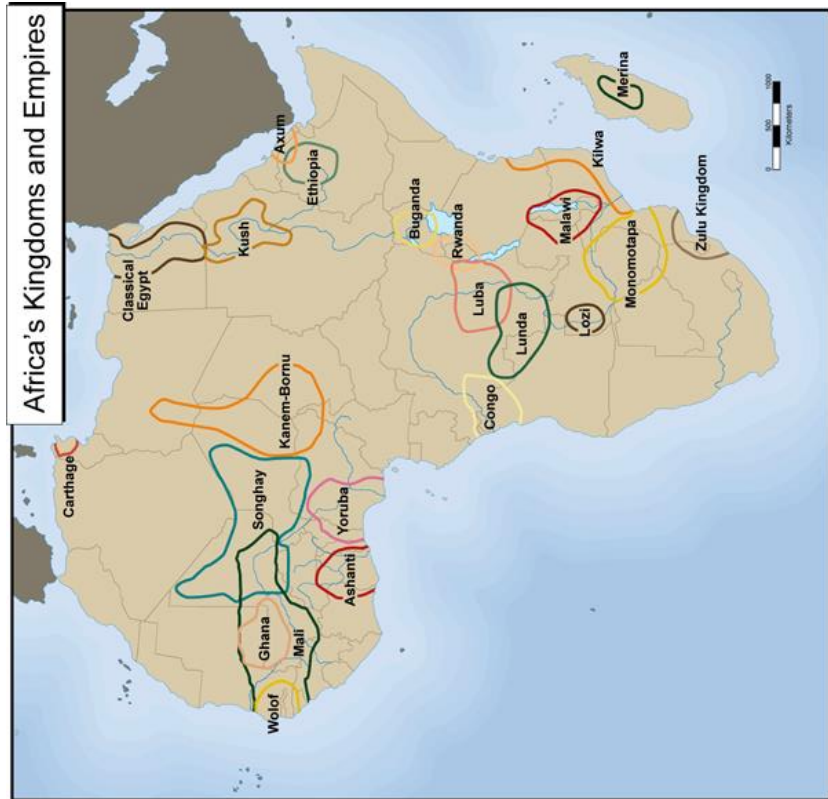 Africa's Kingdoms and Empires
Carthage
Classical
Egypt
Kush
Axum
Ethiopia
Wolof
Ghana
Mali
Songhay
Kanem-Bornu
Ashanti
Yoruba
Buganda
Rwanda
Congo
Luba
Lunda
Malawi
Kilwa
Lozi
Monomotapa
Merina
Zulu Kingdom
0 500 1000
Kilometers